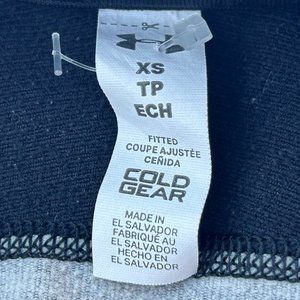 XS
TP
ECH
FITTED
COUPE AJUSTÉE
CEÑIDA
COLD
GEAR
MADE IN
EL SALVADOR
FABRIQUÉ AU
EL SALVADOR
HECHO EN
EL SALVADOR